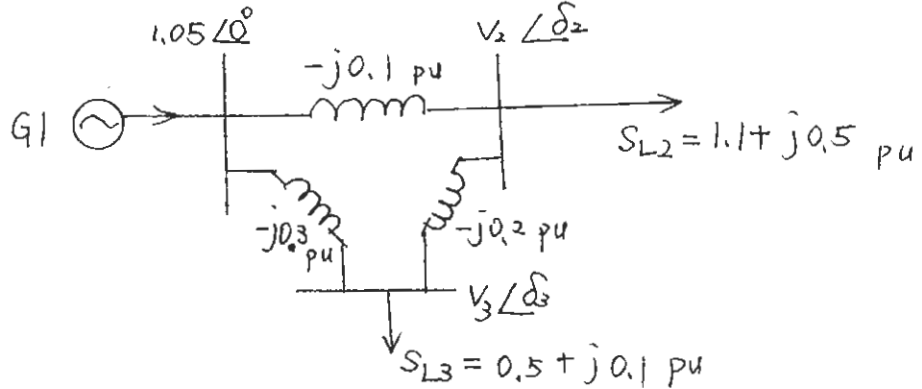 1.05∠0°
V₂∠δ₂
-j0.1 pu
G1
S_L2 = 1.1 + j0.5 pu
-j0.3 pu
-j0.2 pu
V₃∠δ₃
S_L3 = 0.5 + j0.1 pu